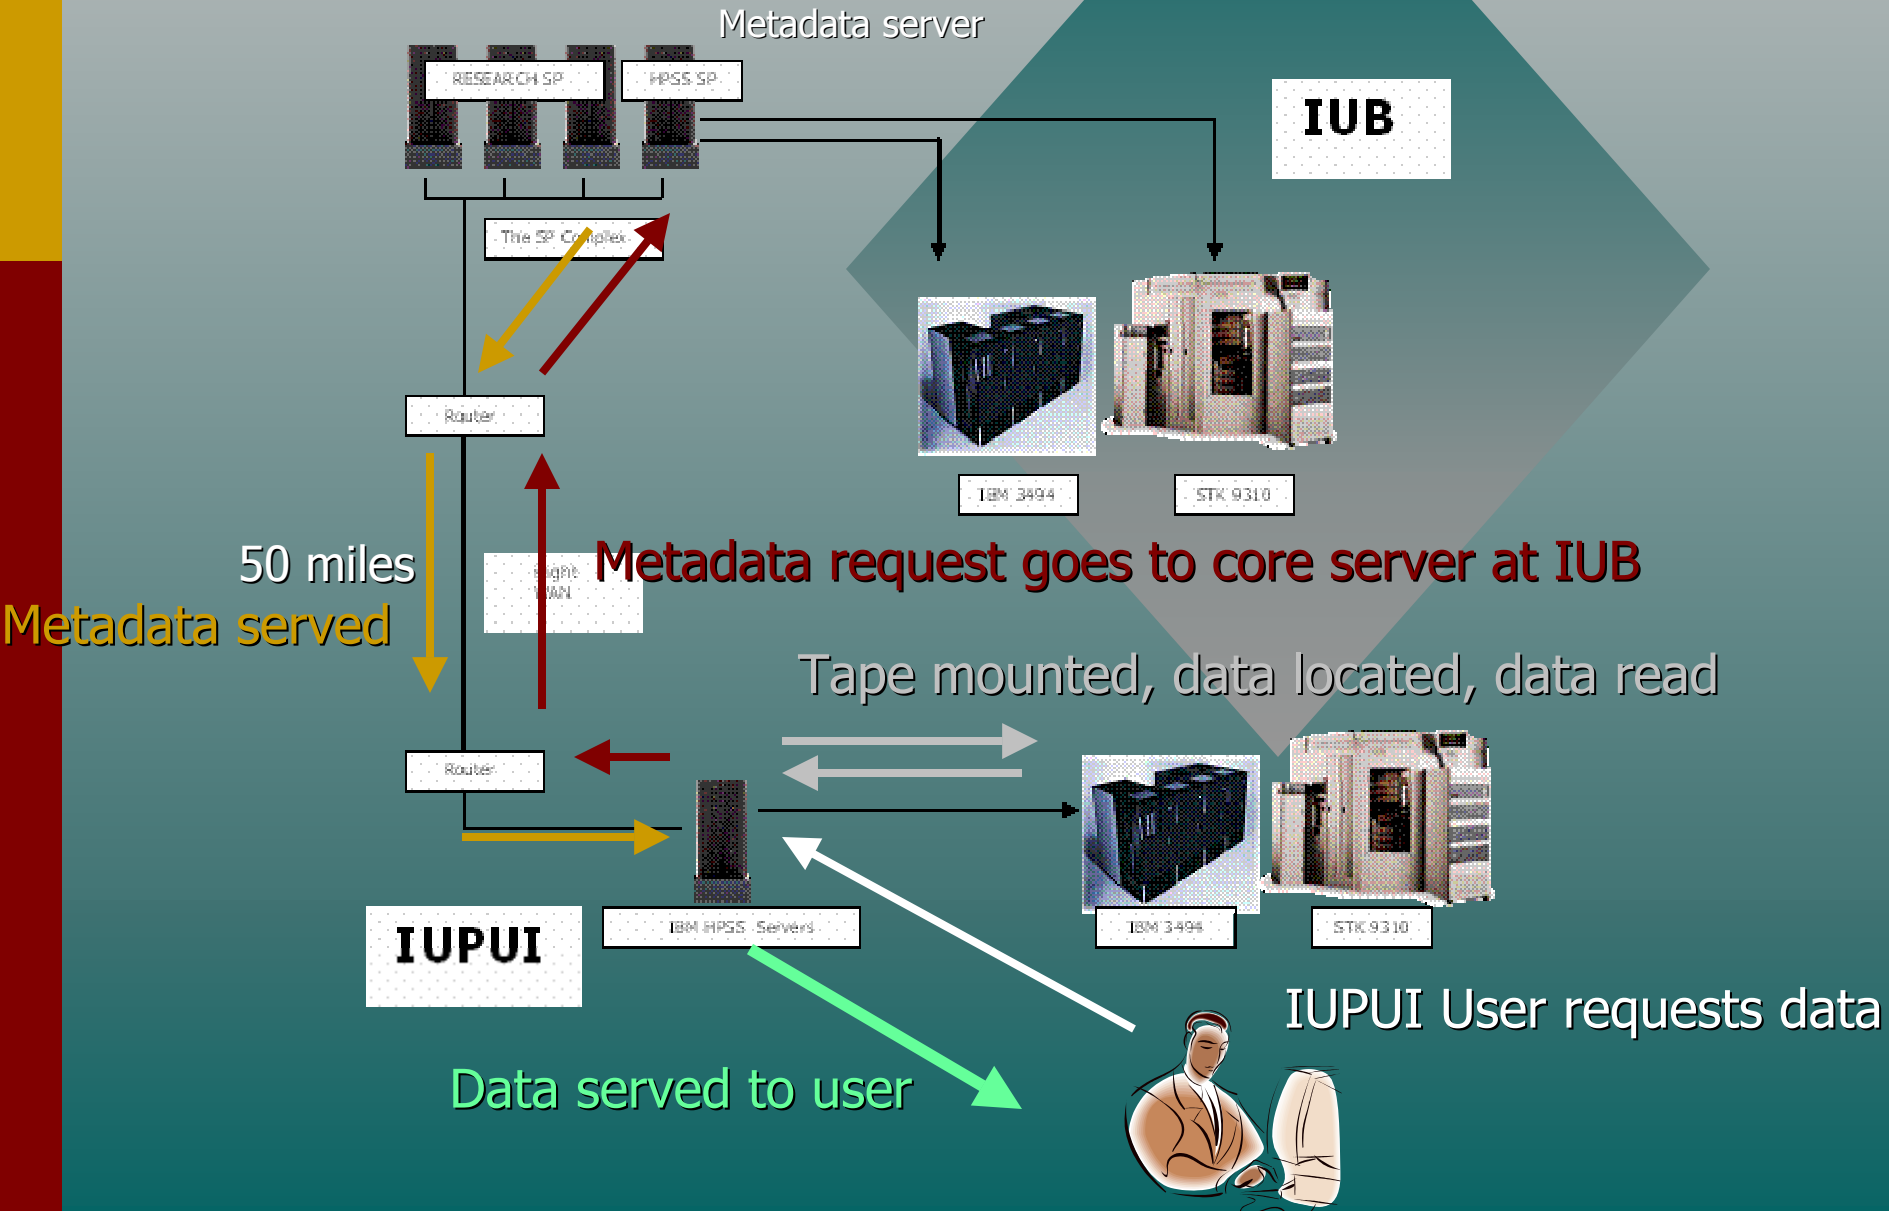 Metadata server
RESEARCH SP
HPSS SP
IUB
The SP Complex
Router
IBM 3494
STK 9310
50 miles
Metadata request goes to core server at IUB
WAN
Metadata served
Tape mounted, data located, data read
Router
IBM HPSS Servers
IBM 3494
STK 9310
IUPUI
IUPUI User requests data
Data served to user